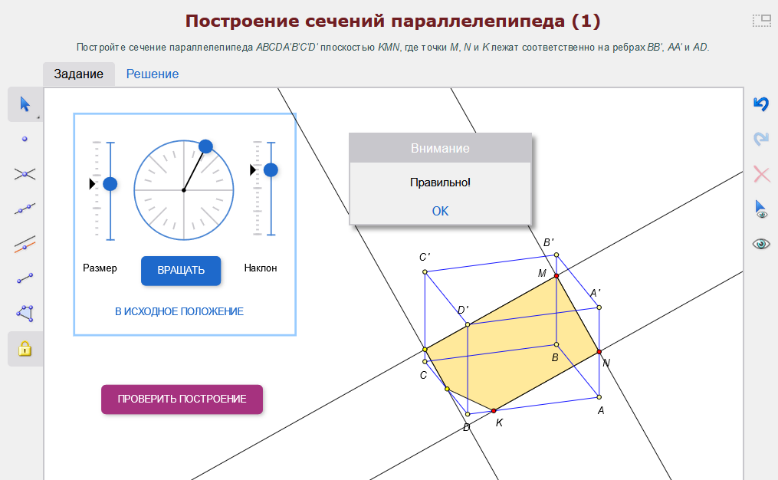 Построение сечений параллелепипеда (1)
Постройте сечение параллелепипеда ABCDA'B'C'D' плоскостью KMN, где точки M, N и K лежат соответственно на ребрах BB', AA' и AD.
Задание Решение
Внимание
Правильно!
OK
Размер
ВРАЩАТЬ
Наклон
В ИСХОДНОЕ ПОЛОЖЕНИЕ
ПРОВЕРИТЬ ПОСТРОЕНИЕ
B'
C'
M
A'
D'
B
N
C
A
K
D